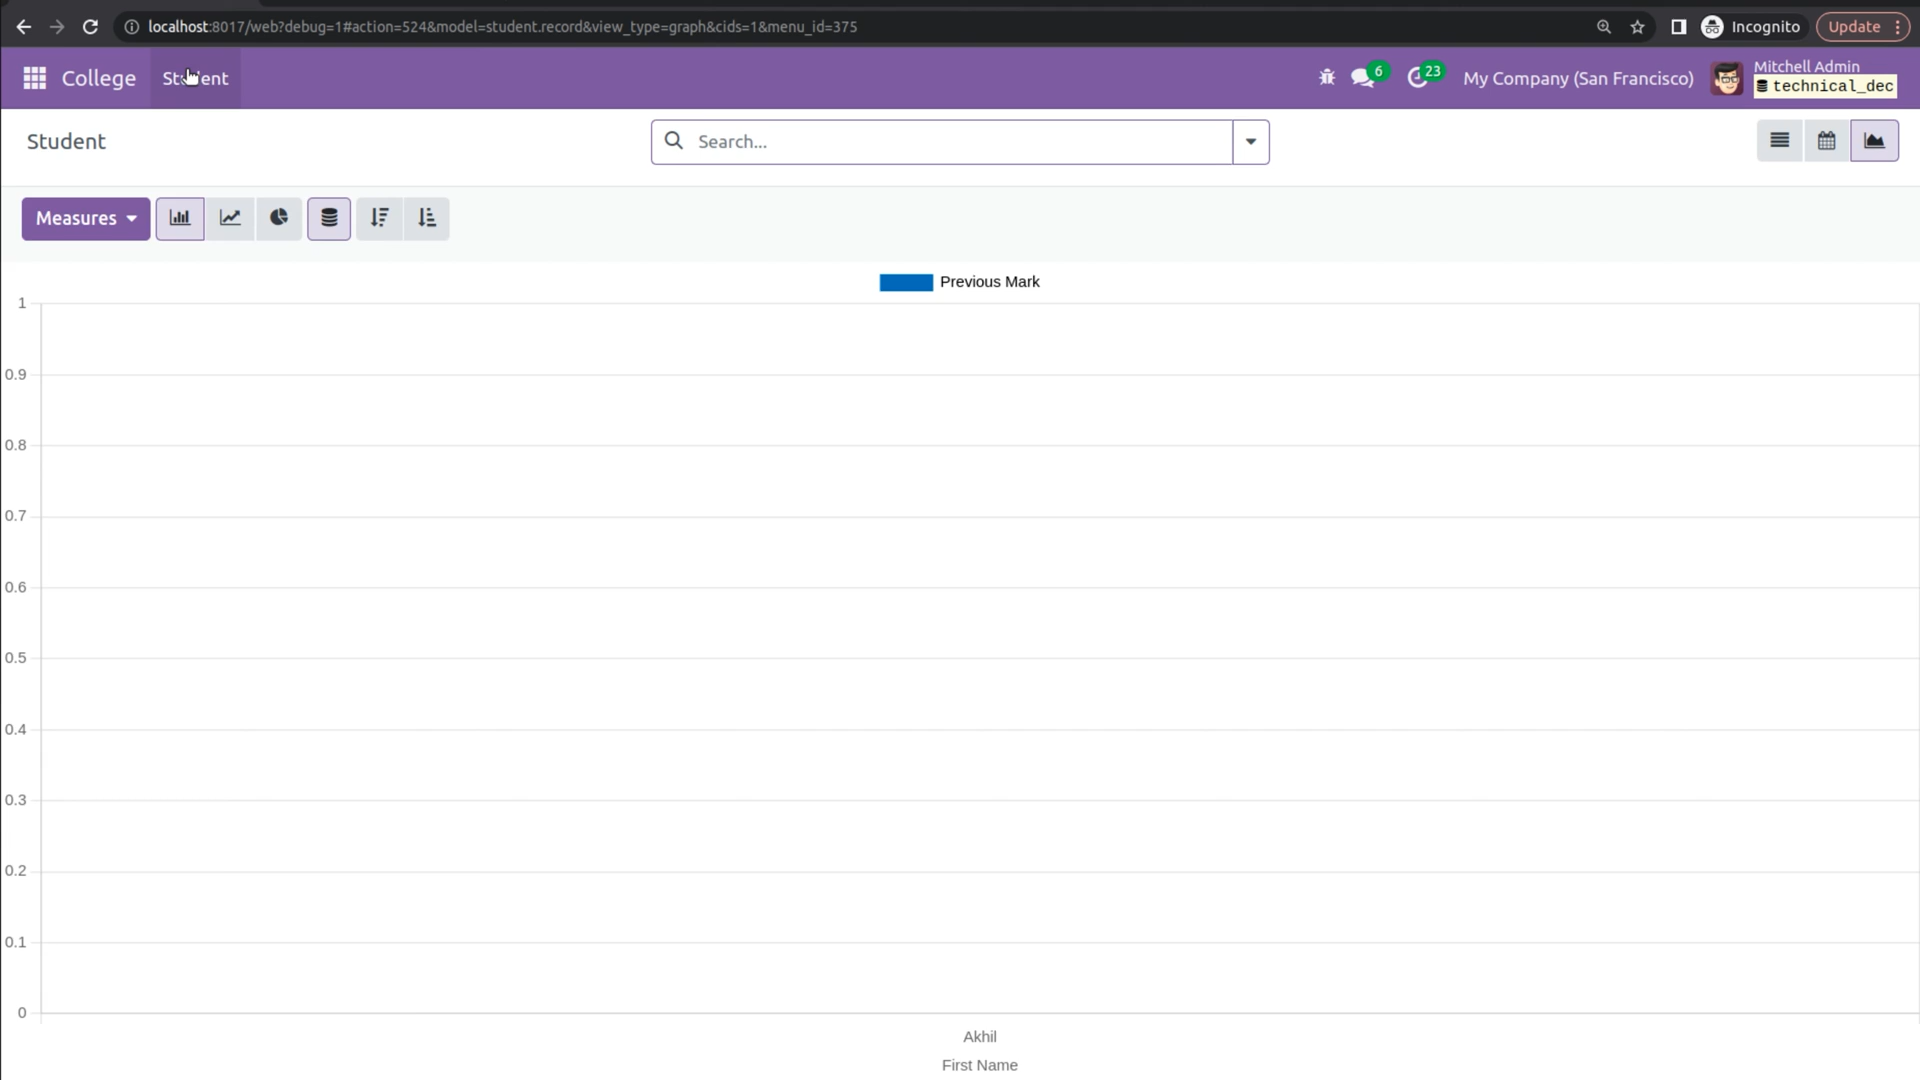 localhost:8017/web?debug=1#action=524&model=student.record&view_type=graph&cids=1&menu_id=375
Incognito
Update
College
Student
6
23
My Company (San Francisco)
Mitchell Admin
technical_dec
Student
Search...
Measures
Previous Mark
1
0.9
0.8
0.7
0.6
0.5
0.4
0.3
0.2
0.1
0
Akhil
First Name